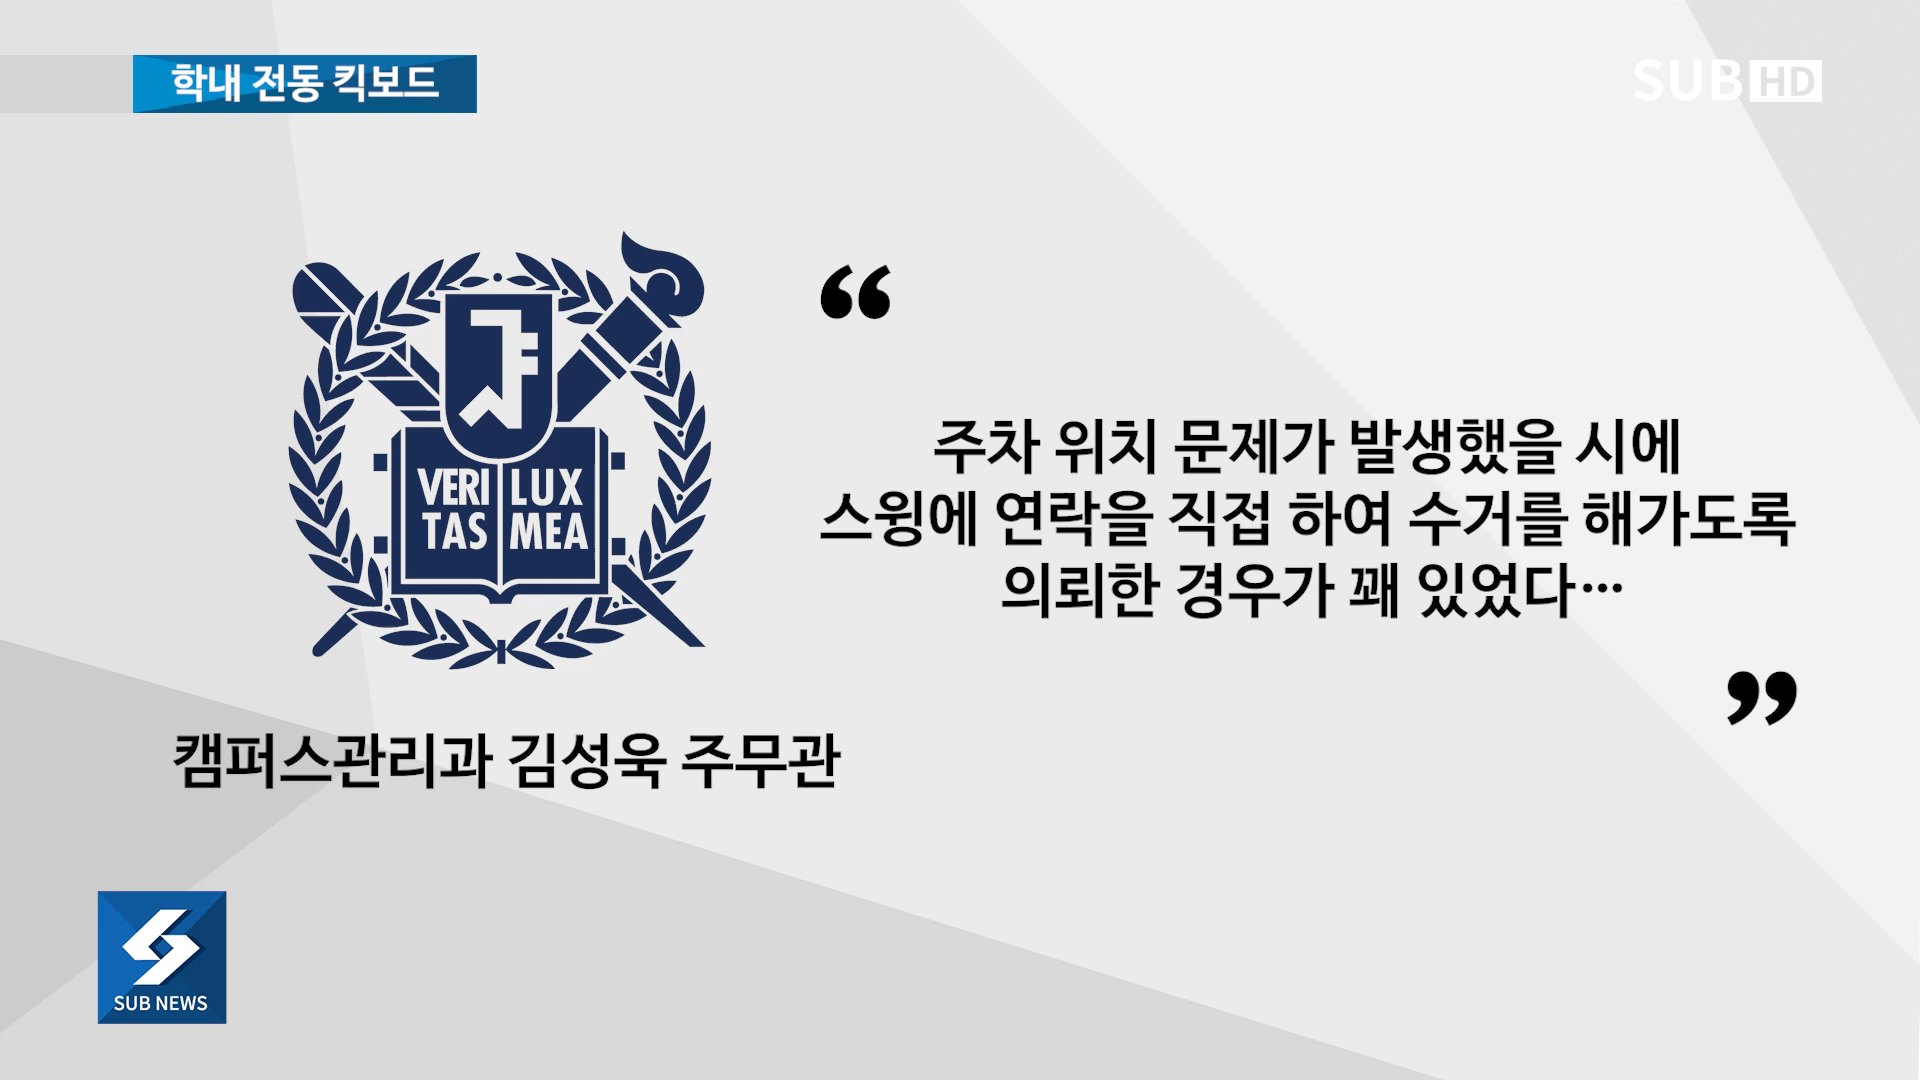 학내 전동 킥보드
SUB HD
“
주차 위치 문제가 발생했을 시에
스윙에 연락을 직접 하여 수거를 해가도록
의뢰한 경우가 꽤 있었다…
”
VERI LUX
TAS MEA
캠퍼스관리과 김성욱 주무관
SUB NEWS